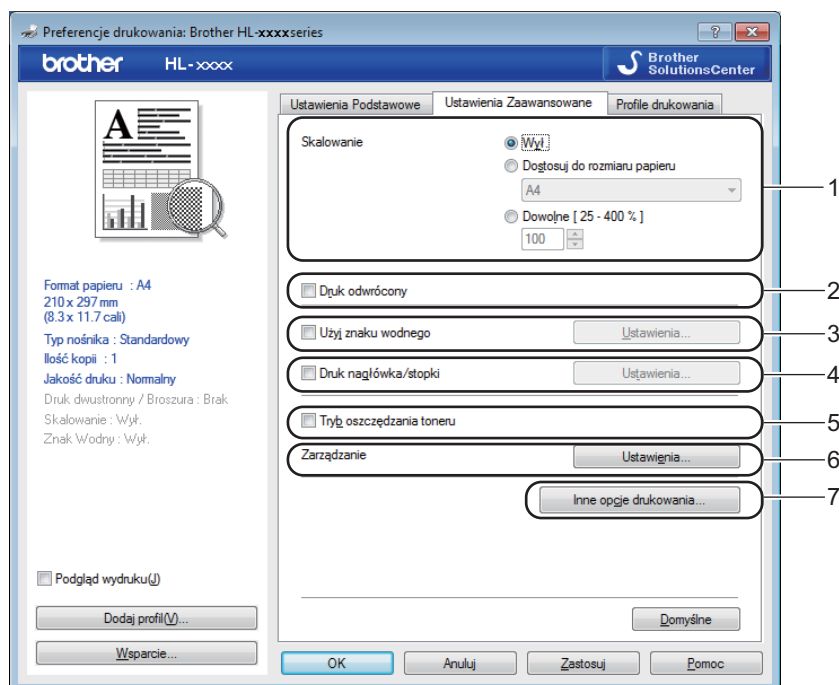 Preferencje drukowania: Brother HL-xxxxseries
brother HL-xxxx
Brother
SolutionsCenter
Ustawienia Podstawowe
Ustawienia Zaawansowane
Profile drukowania
A
Skalowanie
Wył.
Dostosuj do rozmiaru papieru
A4
Dowolne [ 25 - 400 % ]
100
1
Druk odwrócony
2
Użyj znaku wodnego
Ustawienia...
3
Druk nagłówka/stopki
Ustawienia...
4
Tryb oszczędzania toneru
5
Zarządzanie
Ustawienia...
6
Inne opcje drukowania...
7
Format papieru : A4
210 x 297 mm
(8.3 x 11.7 cali)
Typ nośnika : Standardowy
Ilość kopii : 1
Jakość druku : Normalny
Druk dwustronny / Broszura : Brak
Skalowanie : Wył.
Znak Wodny : Wył.
Podgląd wydruku(J)
Dodaj profil(V)...
Wsparcie...
Domyślne
OK
Anuluj
Zastosuj
Pomoc